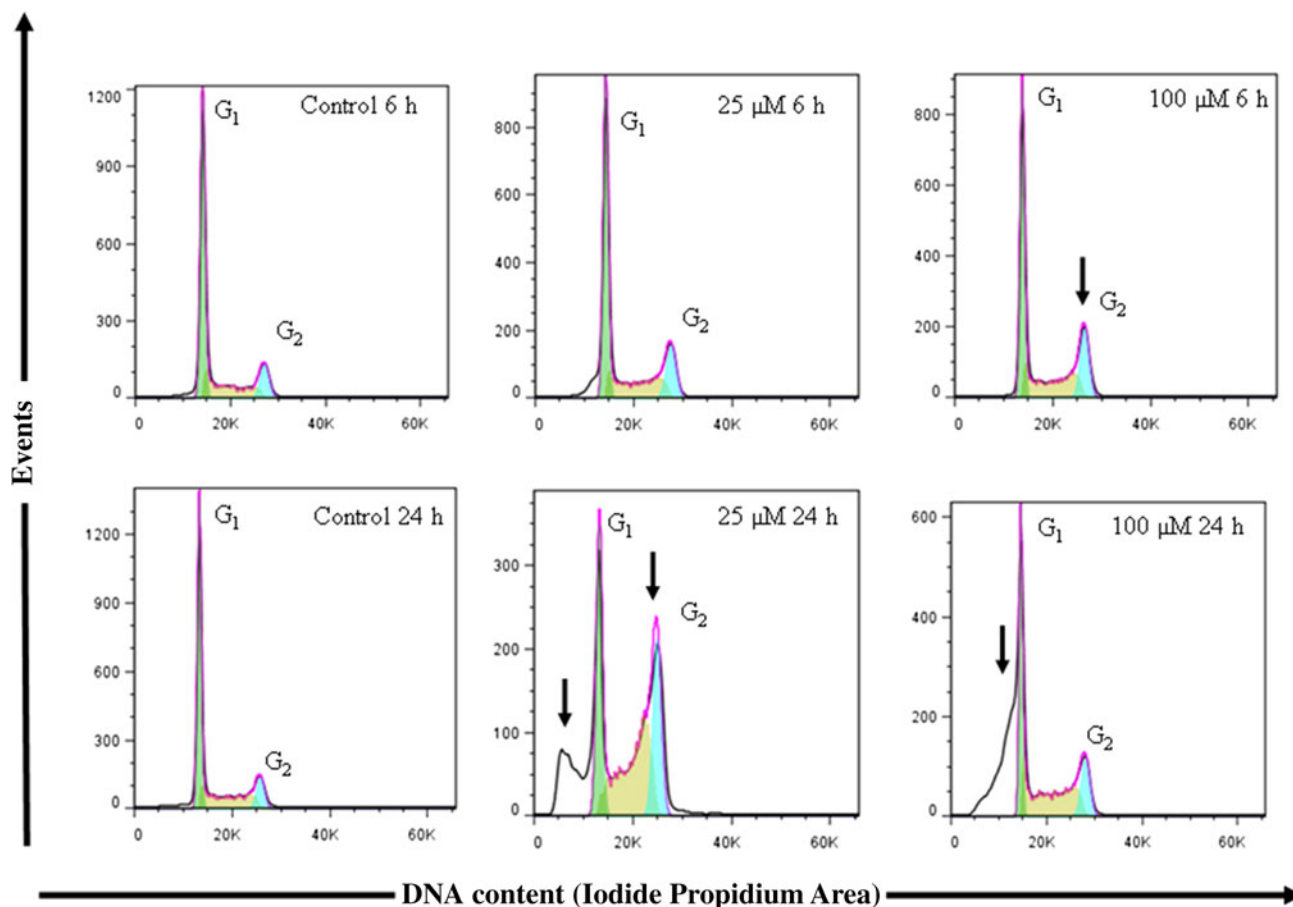 Events
Control 6 h
G1
G2
1200
900
600
300
0
0 20K 40K 60K
25 μM 6 h
G1
G2
800
600
400
200
0
0 20K 40K 60K
100 μM 6 h
G1
G2
800
600
400
200
0
0 20K 40K 60K
Control 24 h
G1
G2
1200
900
600
300
0
0 20K 40K 60K
25 μM 24 h
G1
G2
300
200
100
0
0 20K 40K 60K
100 μM 24 h
G1
G2
600
400
200
0
0 20K 40K 60K
DNA content (Iodide Propidium Area)